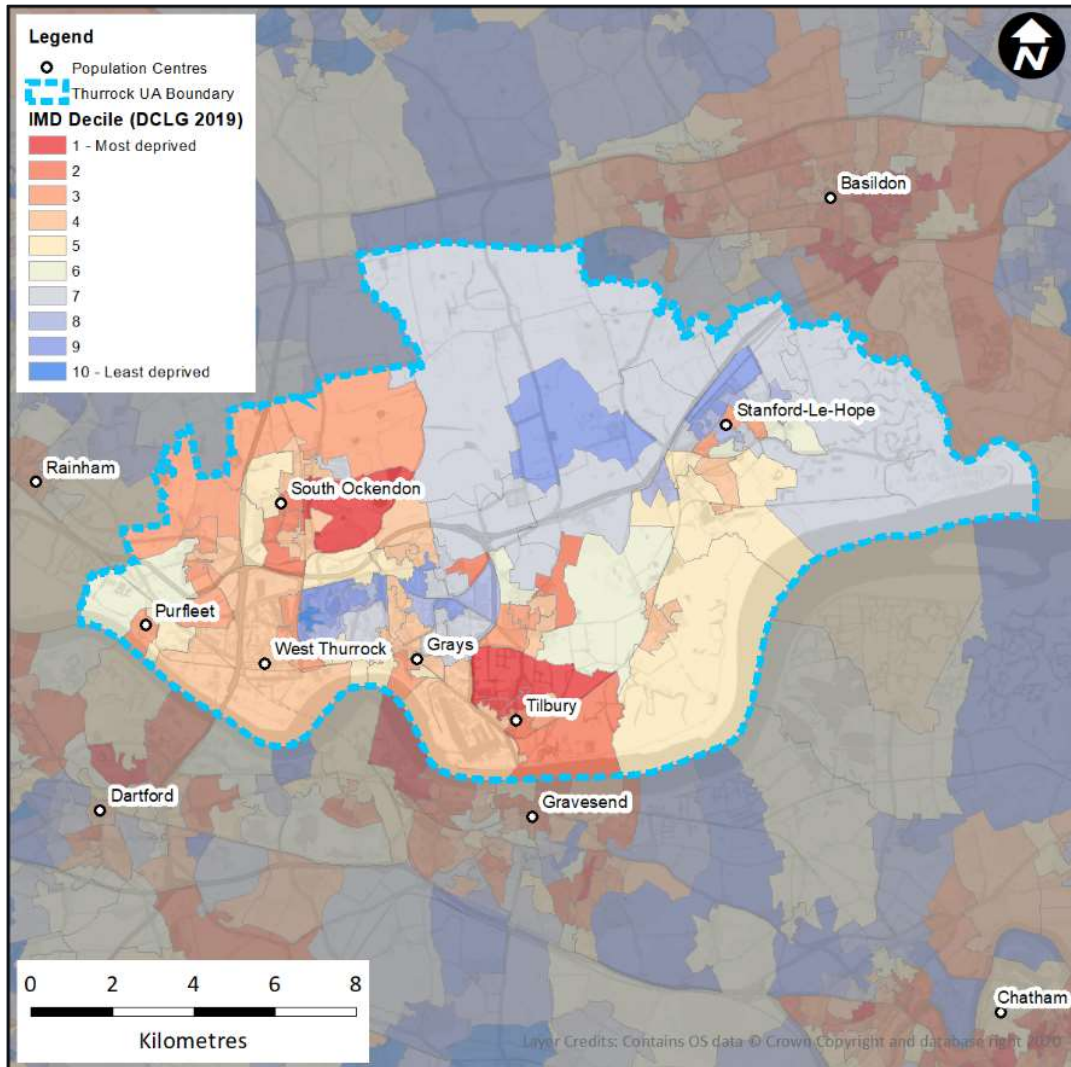 Legend
Population Centres
Thurrock UA Boundary
IMD Decile (DCLG 2019)
1 - Most deprived
2
3
4
5
6
7
8
9
10 - Least deprived
N
Basildon
Stanford-Le-Hope
Rainham
South Ockendon
Purfleet
West Thurrock
Grays
Tilbury
Dartford
Gravesend
Chatham
0 2 4 6 8
Kilometres
Layer Credits: Contains OS data © Crown Copyright and database right 2020